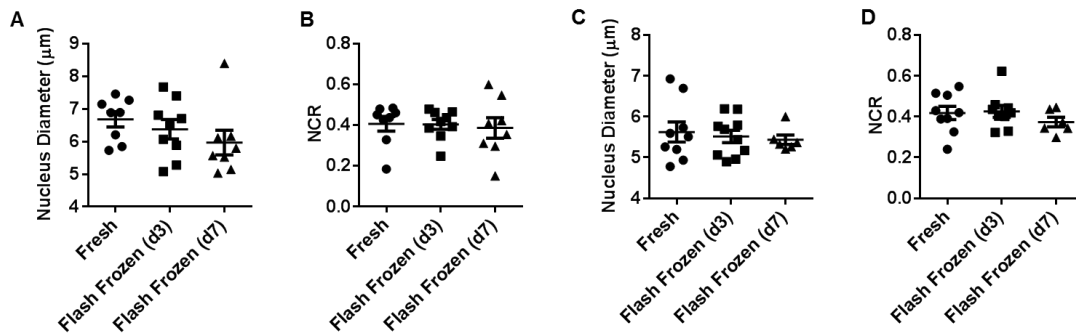 A
Nucleus Diameter (μm)
9
8
7
6
5
4
Fresh
Flash Frozen (d3)
Flash Frozen (d7)
B
NCR
0.8
0.6
0.4
0.2
0.0
Fresh
Flash Frozen (d3)
Flash Frozen (d7)
C
Nucleus Diameter (μm)
8
7
6
5
4
Fresh
Flash Frozen (d3)
Flash Frozen (d7)
D
NCR
0.8
0.6
0.4
0.2
0.0
Fresh
Flash Frozen (d3)
Flash Frozen (d7)